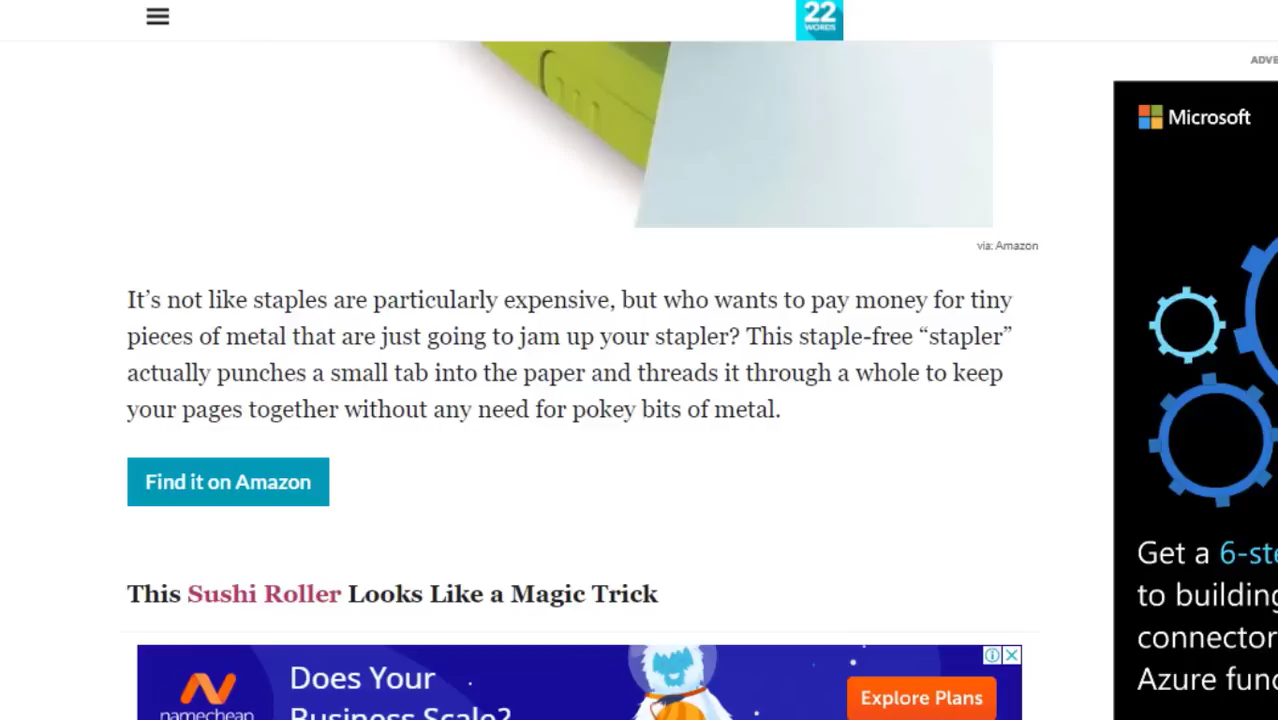 22
WORDS
ADVE
Microsoft
via: Amazon
It’s not like staples are particularly expensive, but who wants to pay money for tiny
pieces of metal that are just going to jam up your stapler? This staple-free “stapler”
actually punches a small tab into the paper and threads it through a whole to keep
your pages together without any need for pokey bits of metal.
Find it on Amazon
Get a 6-ste
to building
connector
Azure func
This Sushi Roller Looks Like a Magic Trick
Does Your
Business Scale?
namecheap
Explore Plans